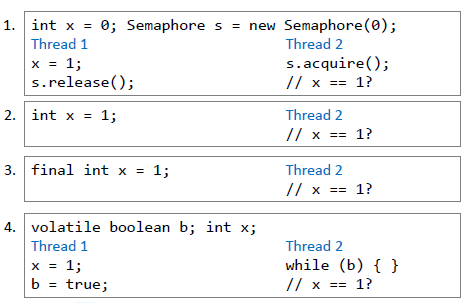 1. int x = 0; Semaphore s = new Semaphore(0);
Thread 1 Thread 2
x = 1; s.acquire();
s.release(); // x == 1?
2. int x = 1; Thread 2
// x == 1?
3. final int x = 1; Thread 2
// x == 1?
4. volatile boolean b; int x;
Thread 1 Thread 2
x = 1; while (b) { }
b = true; // x == 1?